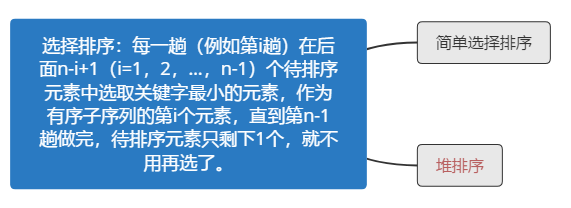 选择排序：每一趟（例如第i趟）在后
面n-i+1（i=1，2，...，n-1）个待排序
元素中选取关键字最小的元素，作为
有序子序列的第i个元素，直到第n-1
趟做完，待排序元素只剩下1个，就不
用再选了。
简单选择排序
堆排序